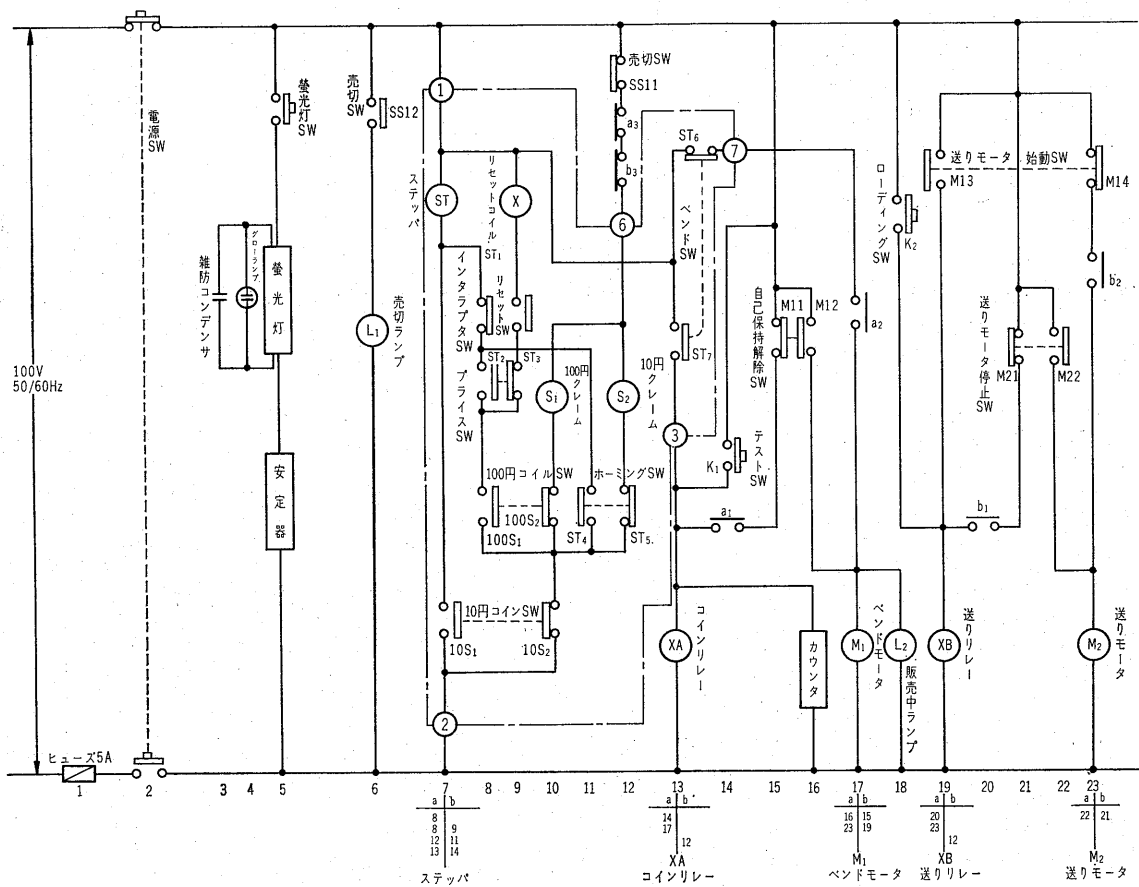 100V
50/60Hz
ヒューズ5A
電源SW
雑防コンデンサ
グローランプ
螢光灯
螢光灯SW
安定器
売切SW
SS12
L1
売切ランプ
1
ステッパ
ST
リセットコイル
X
ST1
インタラプタSW
リセットSW
ST2
ST3
プライスSW
100円コイルSW
100S1
100S2
10円コインSW
10S1
10S2
2
売切SW
SS11
a3
b3
6
S1
100円クレーム
S2
10円クレーム
ホーミングSW
ST4
ST5
ST6
7
ベンドSW
ST7
3
K1
テストSW
a1
XA
コインリレー
カウンタ
自己保持解除SW
M11
M12
a2
M1
ベンドモータ
L2
販売中ランプ
ローディングSW
K2
送りモータ 始動SW
M13
M14
b2
送りモータ停止SW
M21
M22
b1
XB
送りリレー
M2
送りモータ
1 2 3 4 5 6 7 8 9 10 11 12 13 14 15 16 17 18 19 20 21 22 23
a b
8
8 9
12 11
13 14
ステッパ
a b
14
17
12
XA
コインリレー
a b
16 15
23 19
M1
ベンドモータ
a b
20
23
12
XB
送りリレー
a b
22 21
M2
送りモータ